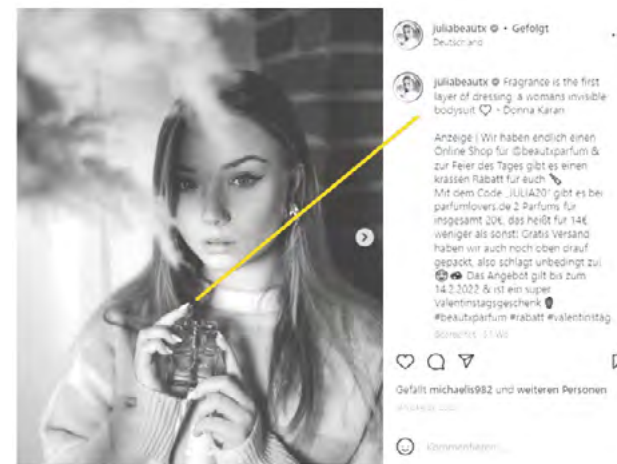 juliabeautx • Gefolgt
Deutschland
juliabeautx Fragrance is the first
layer of dressing, a womans invisible
bodysuit ♡ - Donna Karan
Anzeige | Wir haben endlich einen
Online Shop für @beautxparfum &
zur Feier des Tages gibt es einen
krassen Rabatt für euch
Mit dem Code „JULIA20" gibt es bei
parfumlovers.de 2 Parfums für
insgesamt 20€, das heißt für 14€
weniger als sonst! Gratis Versand
haben wir auch noch oben drauf
gepackt, also schlagt unbedingt zu!
Das Angebot gilt bis zum
14.2.2022 & ist ein super
Valentinstagsgeschenk
#beautxparfum #rabatt #valentinstag
Gefällt michaelis982 und weiteren Personen
Kommentieren ...